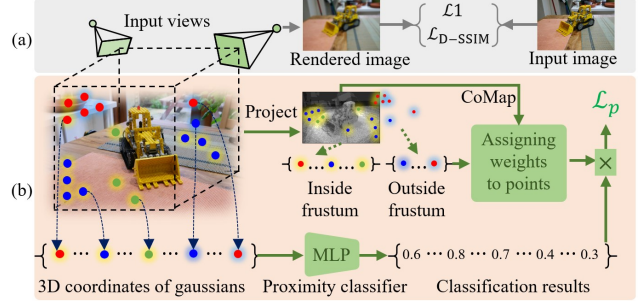 (a)
Input views
Rendered image
ℒ1
ℒD−SSIM
Input image
Project
CoMap
ℒp
Assigning
weights
to points
×
Inside
frustum
Outside
frustum
(b)
MLP
0.6 ··· 0.8 ··· 0.7 ··· 0.4 ··· 0.3
3D coordinates of gaussians
Proximity classifier
Classification results